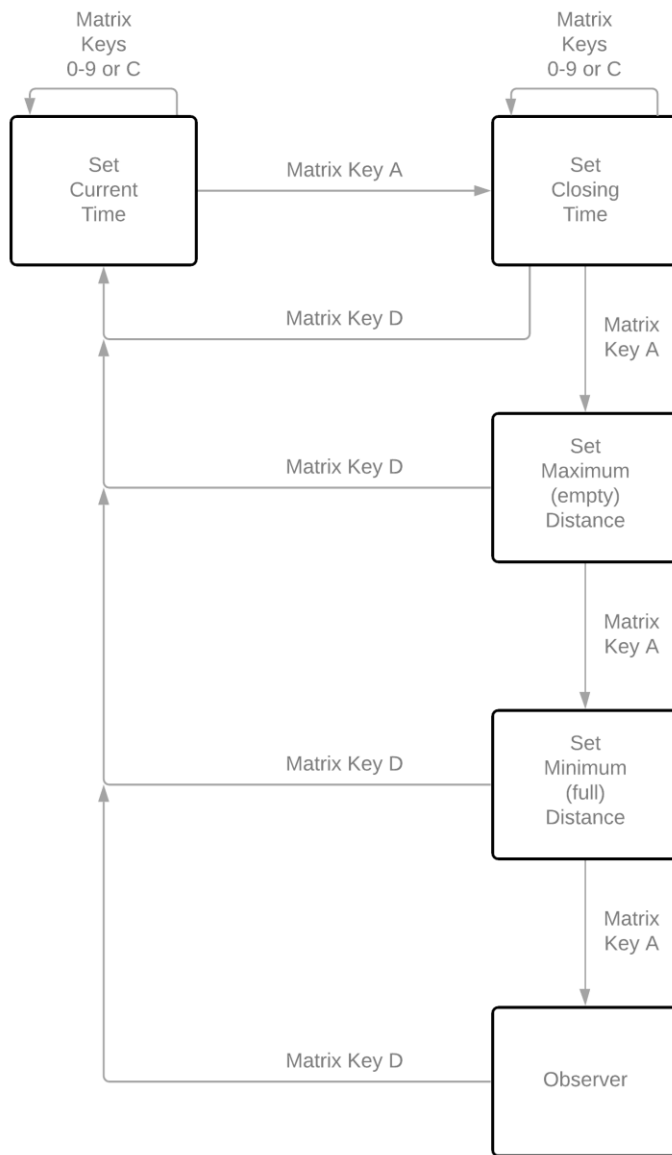 Matrix
Keys
0-9 or C
Matrix
Keys
0-9 or C
Set
Current
Time
Matrix Key A
Set
Closing
Time
Matrix Key D
Matrix
Key A
Matrix Key D
Set
Maximum
(empty)
Distance
Matrix
Key A
Matrix Key D
Set
Minimum
(full)
Distance
Matrix
Key A
Matrix Key D
Observer